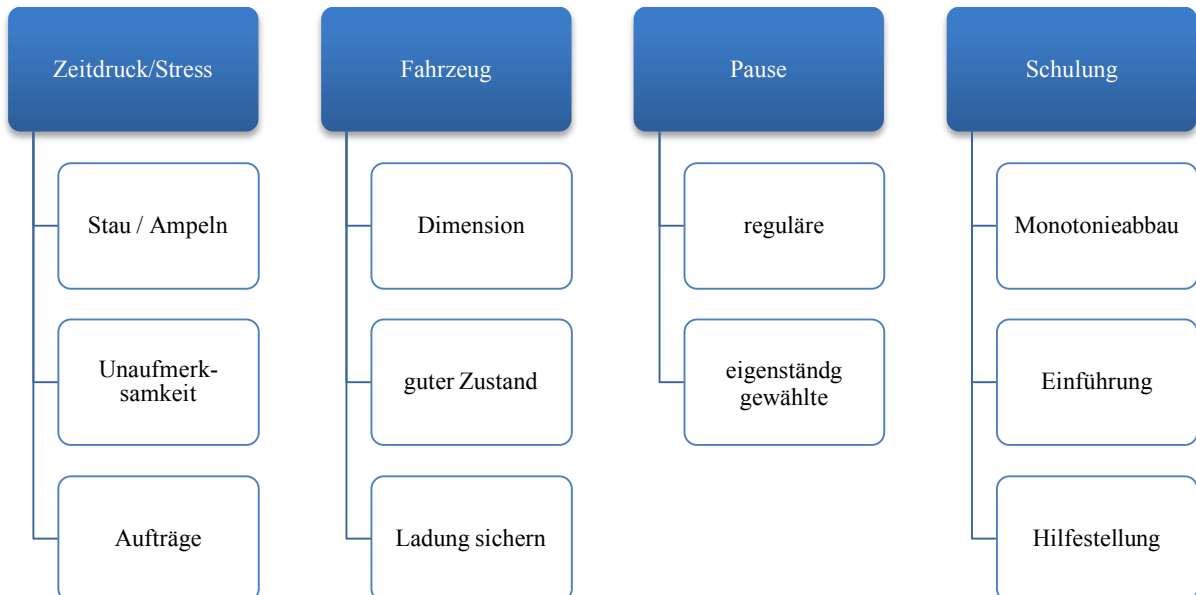 Zeitdruck/Stress
Stau / Ampeln
Unaufmerk-
samkeit
Aufträge
Fahrzeug
Dimension
guter Zustand
Ladung sichern
Pause
reguläre
eigenständg
gewählte
Schulung
Monotonieabbau
Einführung
Hilfestellung